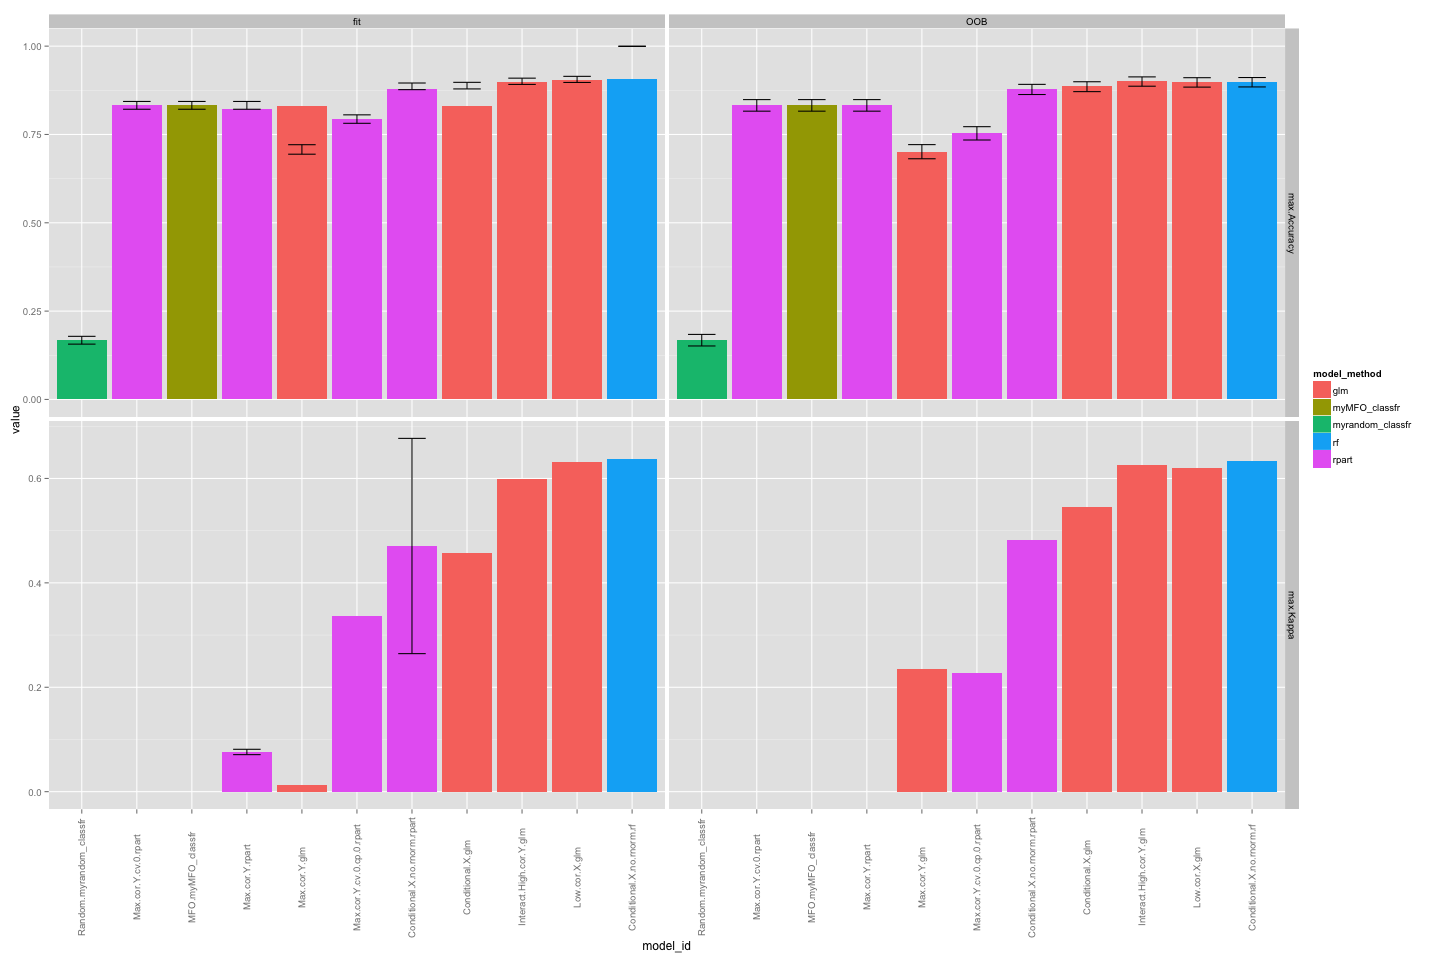 fit
OOB
1.00
0.75
0.50
0.25
0.00
max.Accuracy
value
0.6
0.4
0.2
0.0
max.Kappa
Random.myrandom_classfr
Max.cor.Y.cv.0.rpart
MFO.myMFO_classfr
Max.cor.Y.rpart
Max.cor.Y.glm
Max.cor.Y.cv.0.cp.0.rpart
Conditional.X.no.rnorm.rpart
Conditional.X.glm
Interact.High.cor.Y.glm
Low.cor.X.glm
Conditional.X.no.rnorm.rf
Random.myrandom_classfr
Max.cor.Y.cv.0.rpart
MFO.myMFO_classfr
Max.cor.Y.rpart
Max.cor.Y.glm
Max.cor.Y.cv.0.cp.0.rpart
Conditional.X.no.rnorm.rpart
Conditional.X.glm
Interact.High.cor.Y.glm
Low.cor.X.glm
Conditional.X.no.rnorm.rf
model_id
model_method
glm
myMFO_classfr
myrandom_classfr
rf
rpart